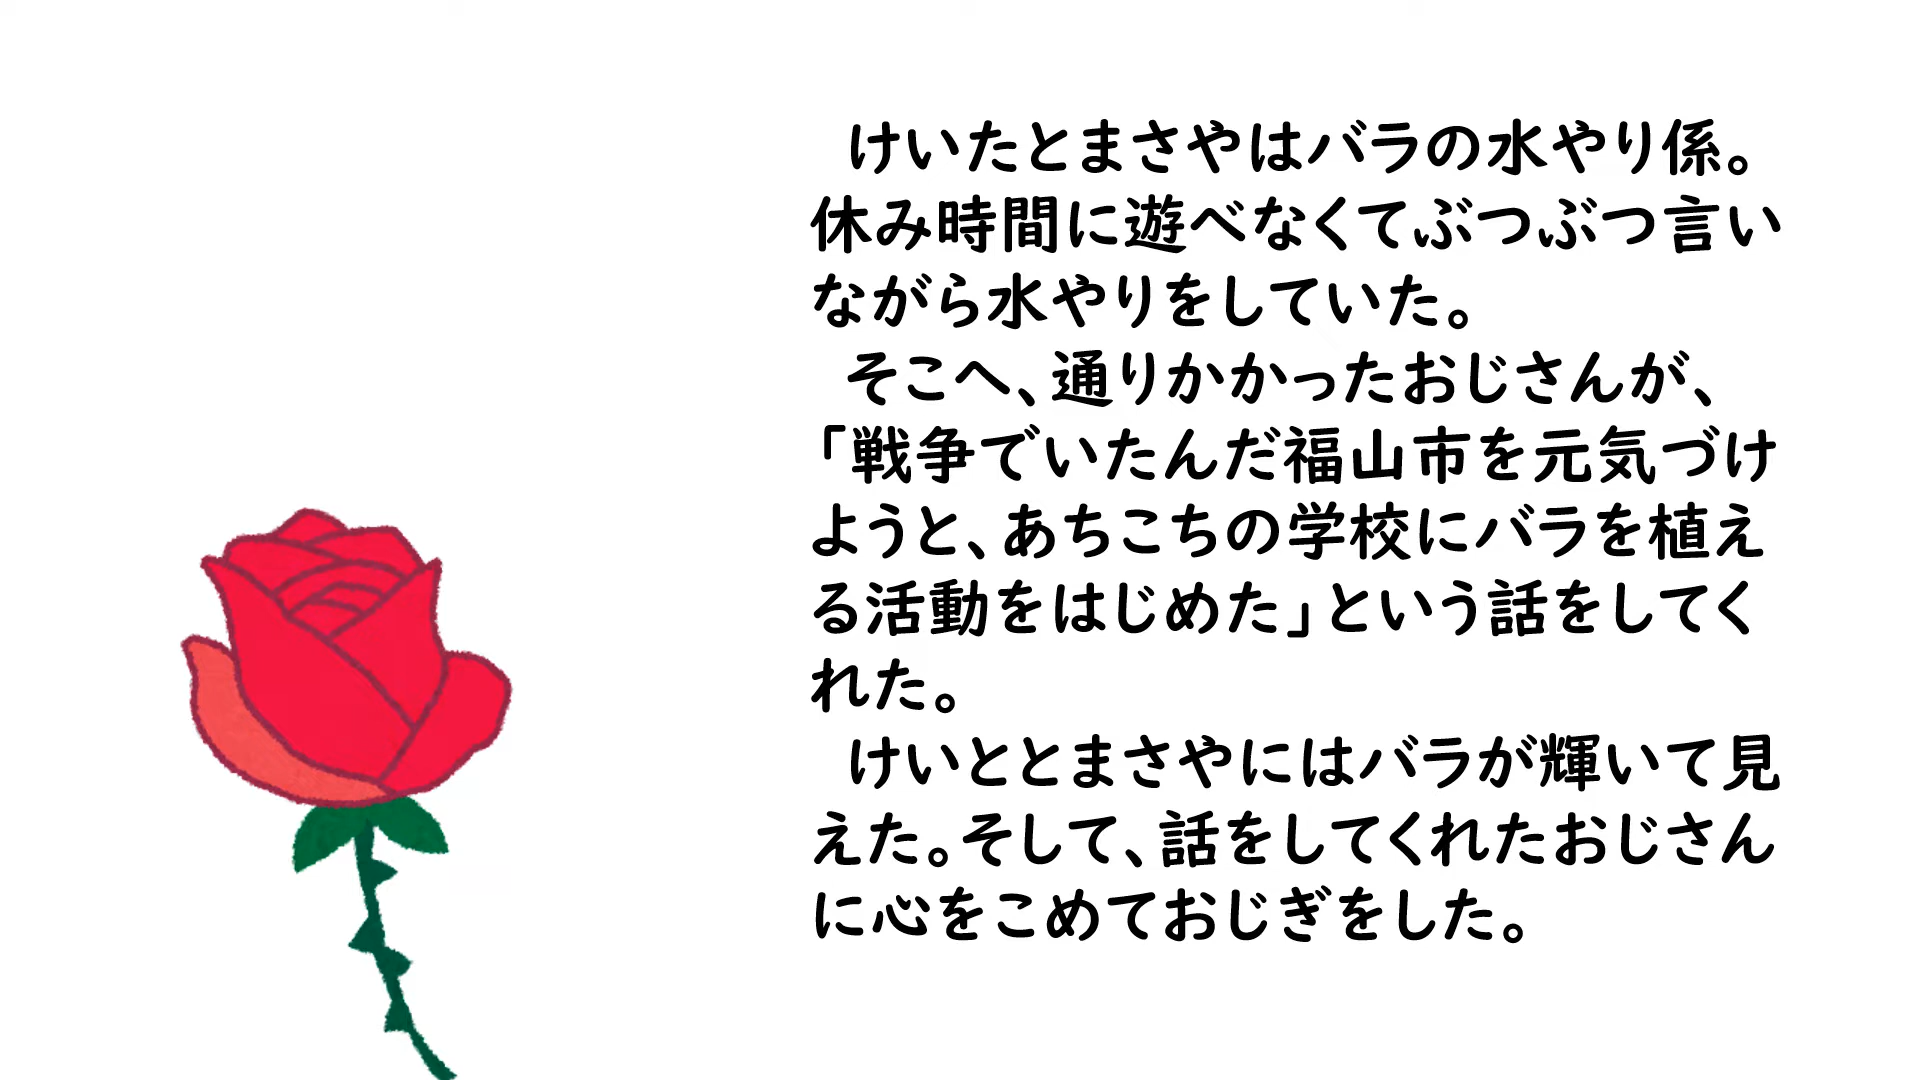 けいたとまさやはバラの水やり係。
休み時間に遊べなくてぶつぶつ言い
ながら水やりをしていた。
そこへ、通りかかったおじさんが、
「戦争でいたんだ福山市を元気づけ
ようと、あちこちの学校にバラを植え
る活動をはじめた」という話をしてく
れた。
けいととまさやにはバラが輝いて見
えた。そして、話をしてくれたおじさん
に心をこめておじぎをした。